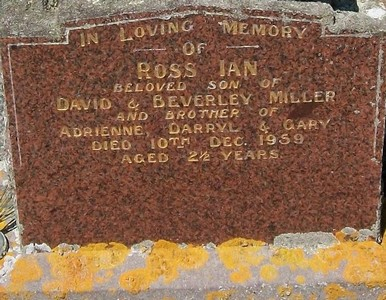 IN LOVING MEMORY
OF
ROSS IAN
BELOVED SON OF
DAVID & BEVERLEY MILLER
AND BROTHER OF
ADRIENNE, DARRYL & GARY
DIED 10TH DEC. 1959
AGED 2½ YEARS